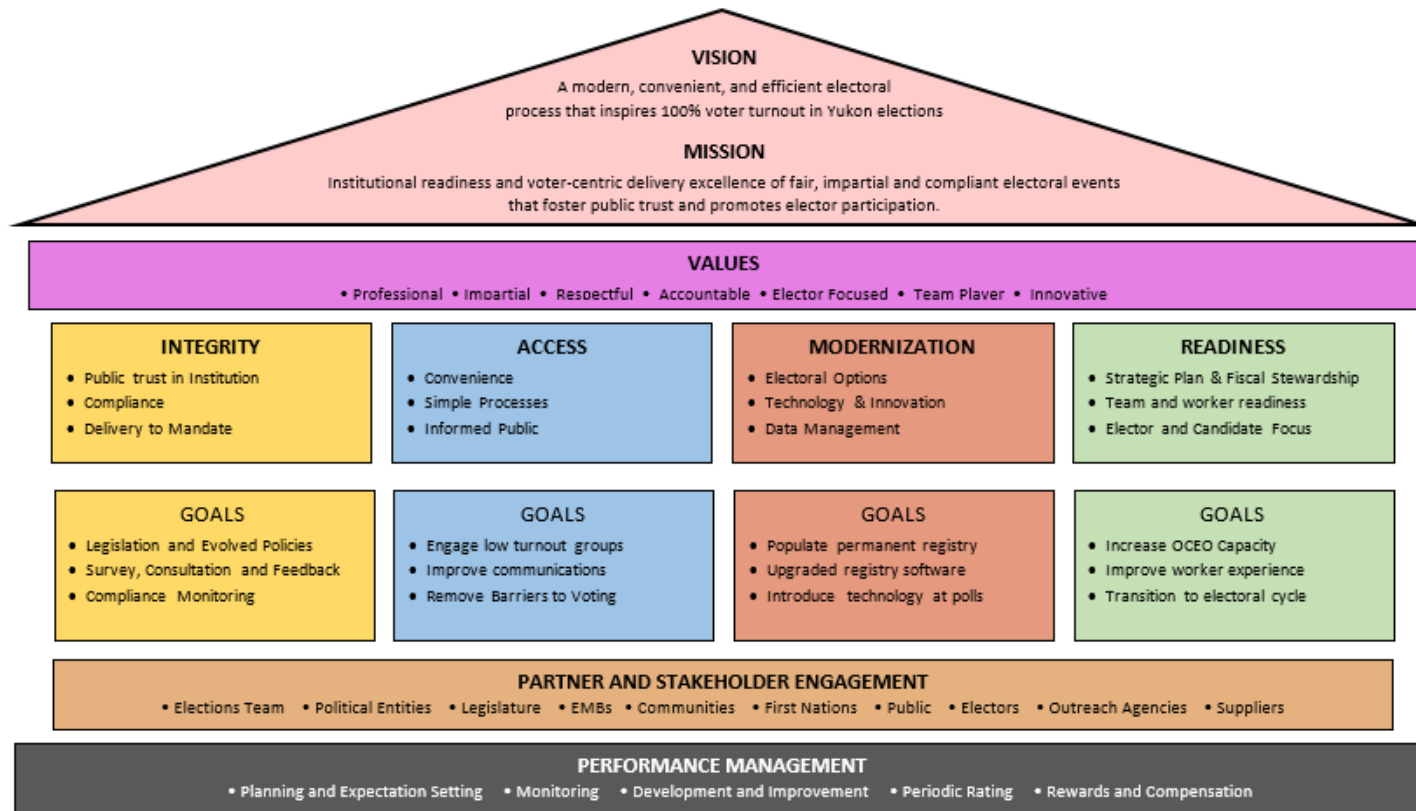 VISION
A modern, convenient, and efficient electoral
process that inspires 100% voter turnout in Yukon elections
MISSION
Institutional readiness and voter-centric delivery excellence of fair, impartial and compliant electoral events
that foster public trust and promotes elector participation.
VALUES
• Professional • Impartial • Respectful • Accountable • Elector Focused • Team Player • Innovative
INTEGRITY
• Public trust in Institution
• Compliance
• Delivery to Mandate
ACCESS
• Convenience
• Simple Processes
• Informed Public
MODERNIZATION
• Electoral Options
• Technology & Innovation
• Data Management
READINESS
• Strategic Plan & Fiscal Stewardship
• Team and worker readiness
• Elector and Candidate Focus
GOALS
• Legislation and Evolved Policies
• Survey, Consultation and Feedback
• Compliance Monitoring
GOALS
• Engage low turnout groups
• Improve communications
• Remove Barriers to Voting
GOALS
• Populate permanent registry
• Upgraded registry software
• Introduce technology at polls
GOALS
• Increase OCEO Capacity
• Improve worker experience
• Transition to electoral cycle
PARTNER AND STAKEHOLDER ENGAGEMENT
• Elections Team • Political Entities • Legislature • EMBs • Communities • First Nations • Public • Electors • Outreach Agencies • Suppliers
PERFORMANCE MANAGEMENT
• Planning and Expectation Setting • Monitoring • Development and Improvement • Periodic Rating • Rewards and Compensation